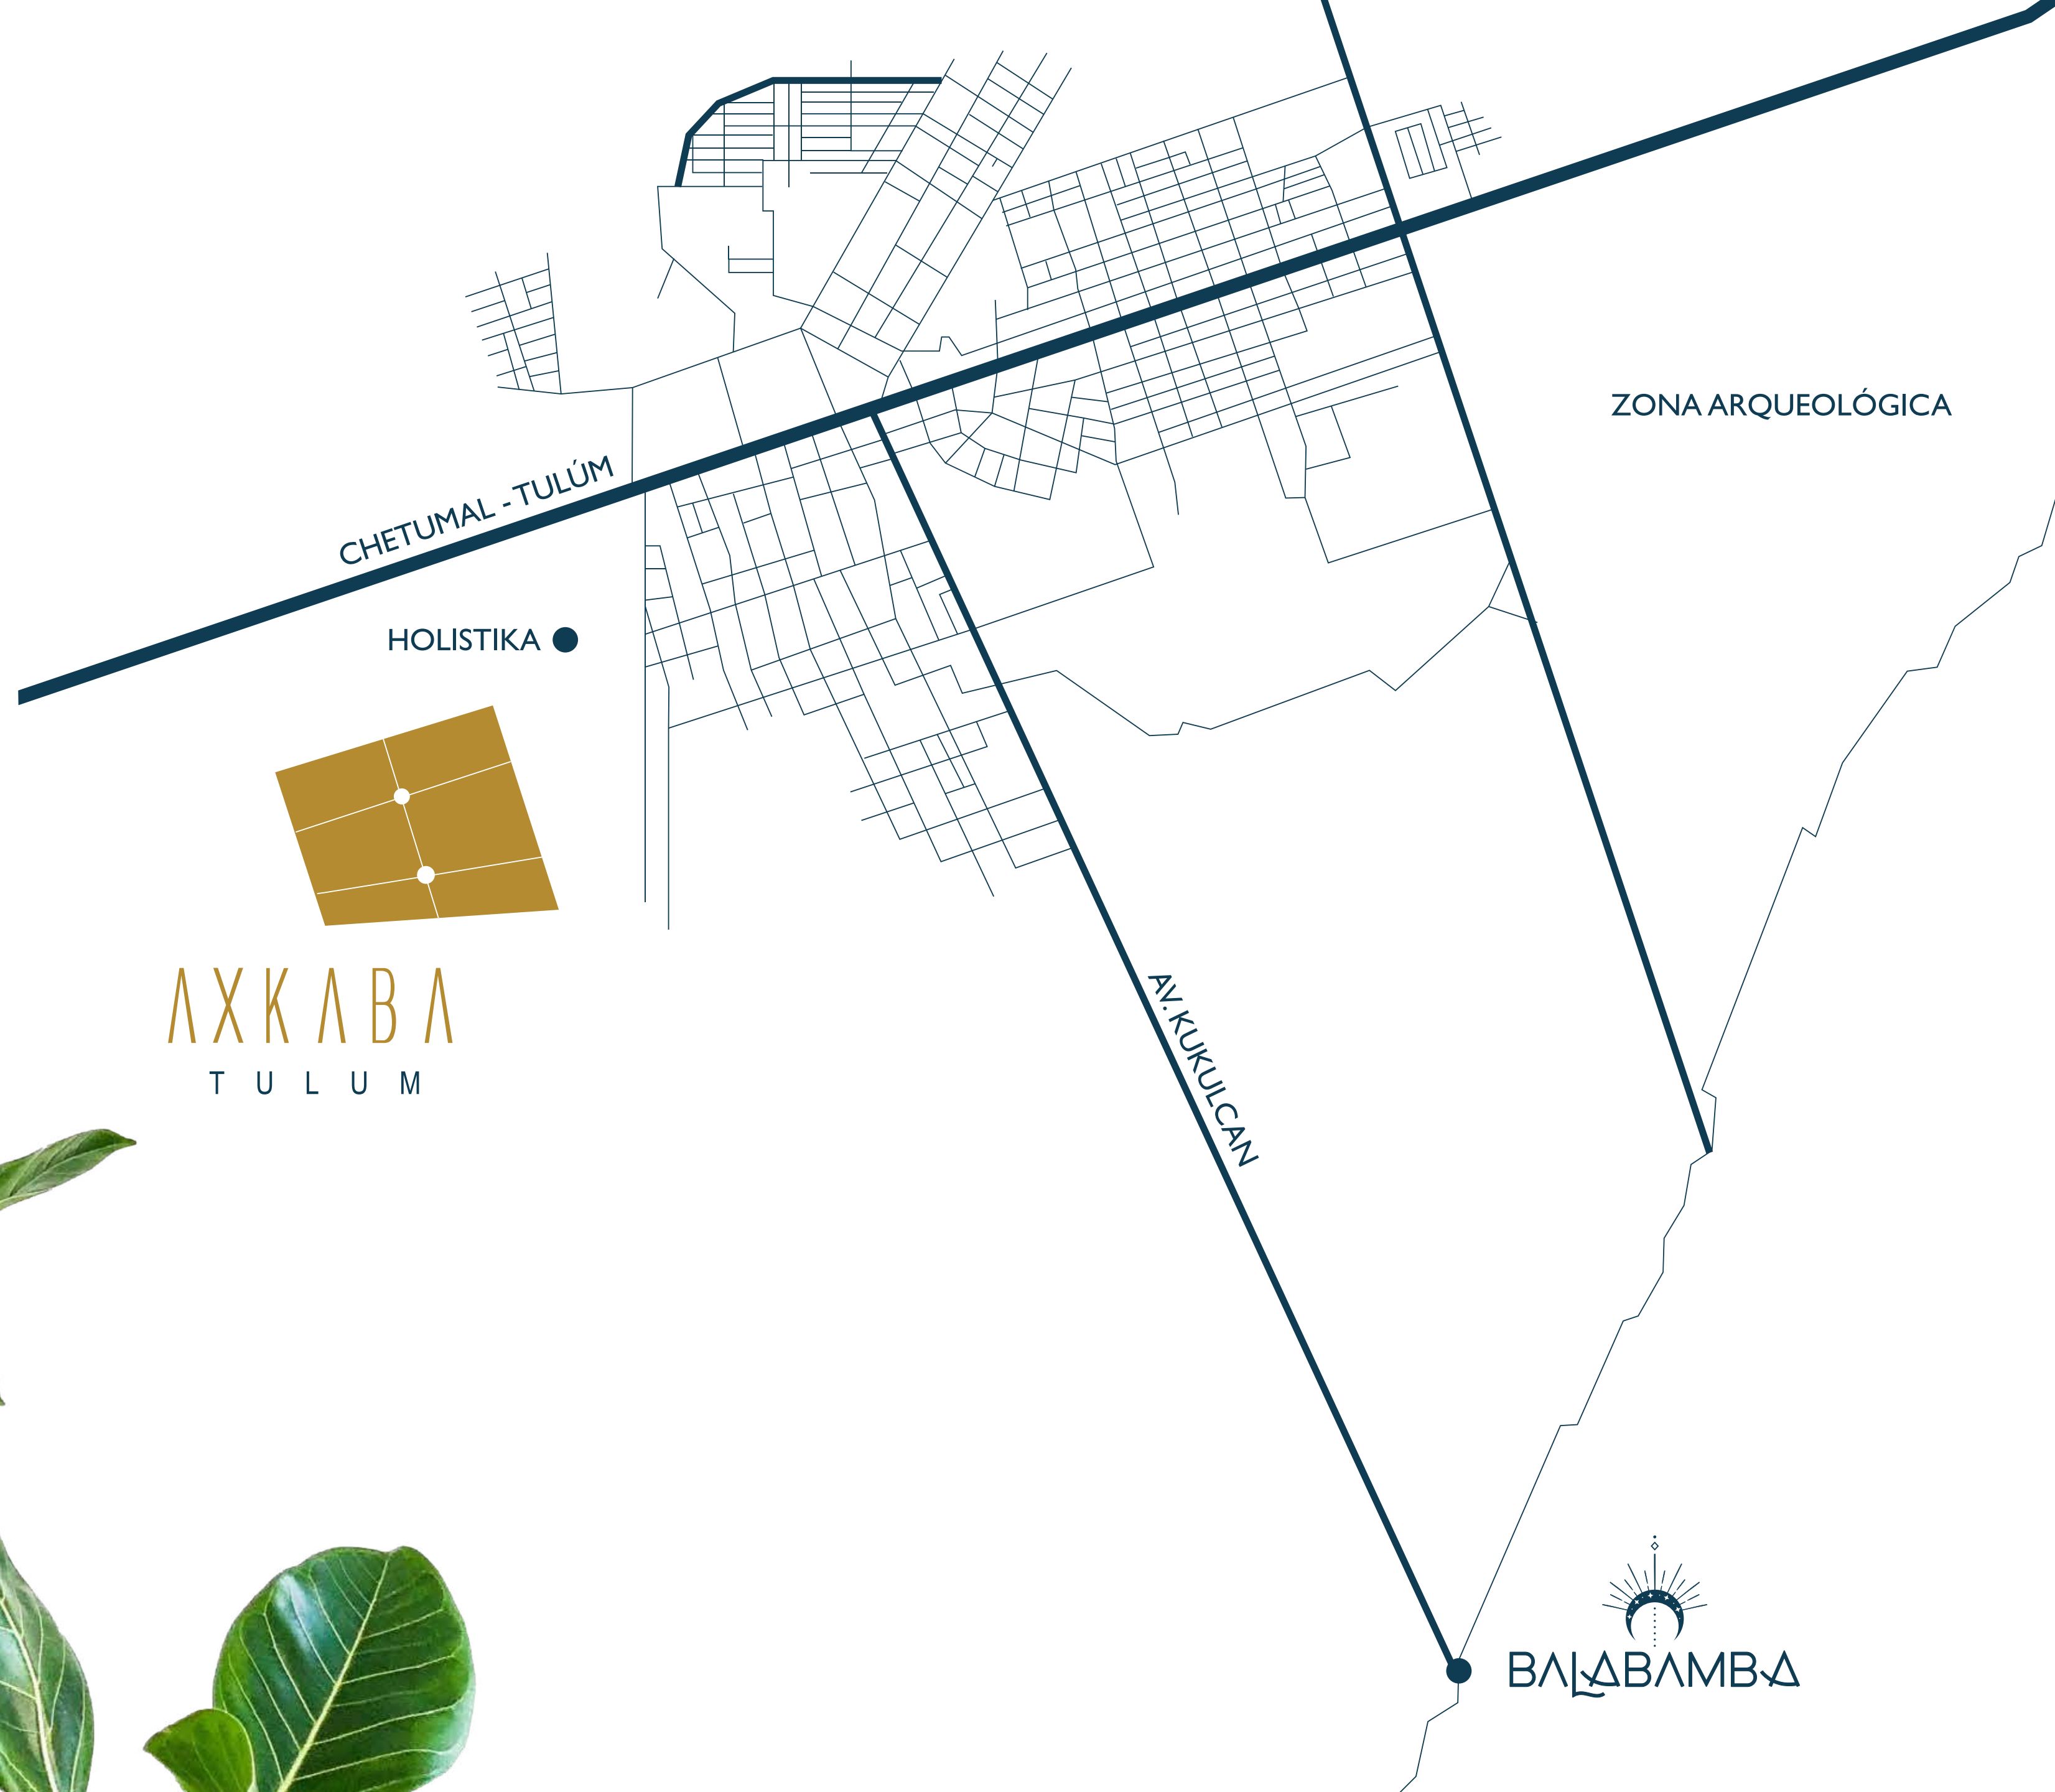 ZONA ARQUEOLÓGICA
CHETUMAL - TULÚM
HOLISTIKA
AXKABA
TULUM
AV. KUKULCAN
BALABAMBA